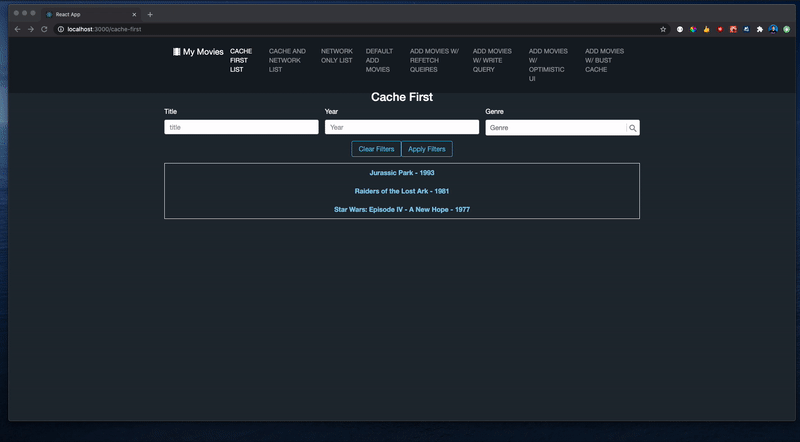 React App
localhost:3000/cache-first
My Movies
CACHE
FIRST
LIST
CACHE AND
NETWORK
LIST
NETWORK
ONLY LIST
DEFAULT
ADD
MOVIES
ADD MOVIES W/
REFETCH
QUEIRES
ADD MOVIES
W/ WRITE
QUERY
ADD MOVIES
W/
OPTIMISTIC
UI
ADD MOVIES
W/ BUST
CACHE
Cache First
Title
Year
Genre
title
Year
Genre
Clear Filters
Apply Filters
Jurassic Park - 1993
Raiders of the Lost Ark - 1981
Star Wars: Episode IV - A New Hope - 1977